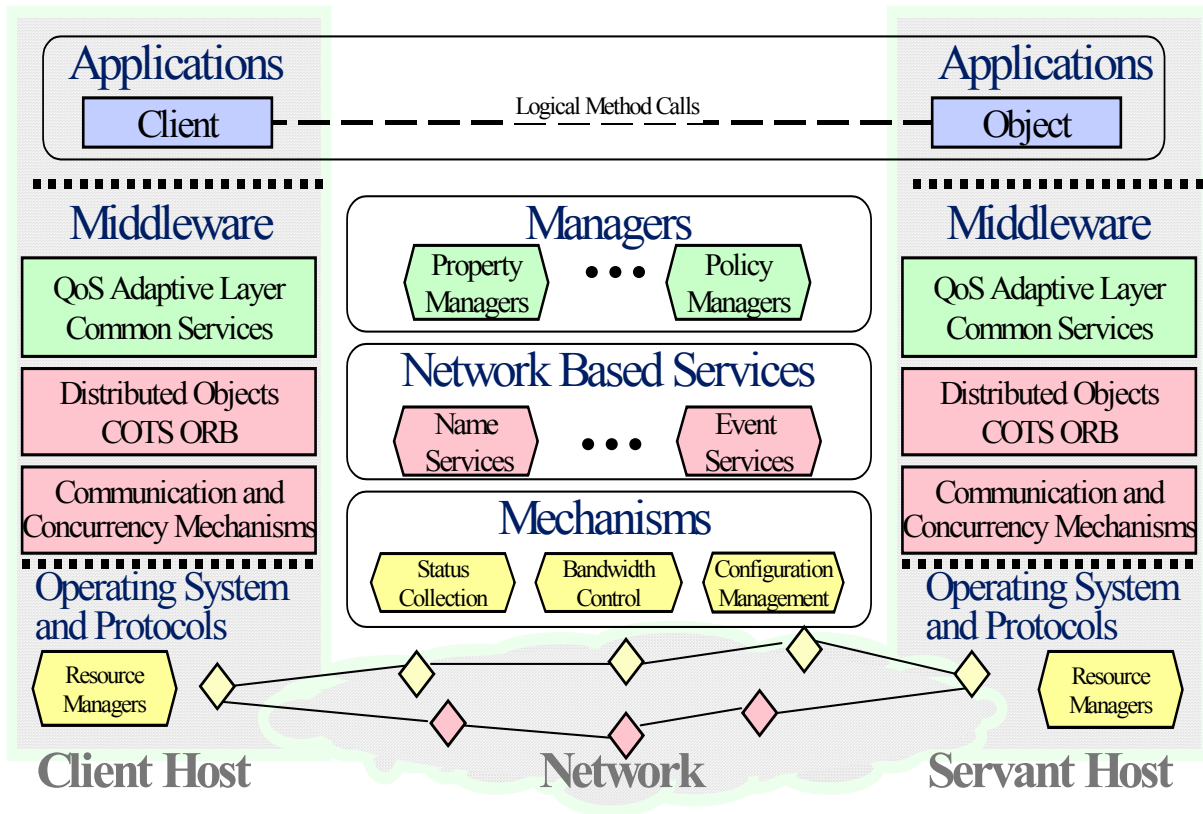 Applications
Client
Logical Method Calls
Applications
Object
Middleware
QoS Adaptive Layer
Common Services
Distributed Objects
COTS ORB
Communication and
Concurrency Mechanisms
Operating System
and Protocols
Resource
Managers
Client Host
Managers
Property
Managers
•••
Policy
Managers
Network Based Services
Name
Services
•••
Event
Services
Mechanisms
Status
Collection
Bandwidth
Control
Configuration
Management
Network
Middleware
QoS Adaptive Layer
Common Services
Distributed Objects
COTS ORB
Communication and
Concurrency Mechanisms
Operating System
and Protocols
Resource
Managers
Servant Host